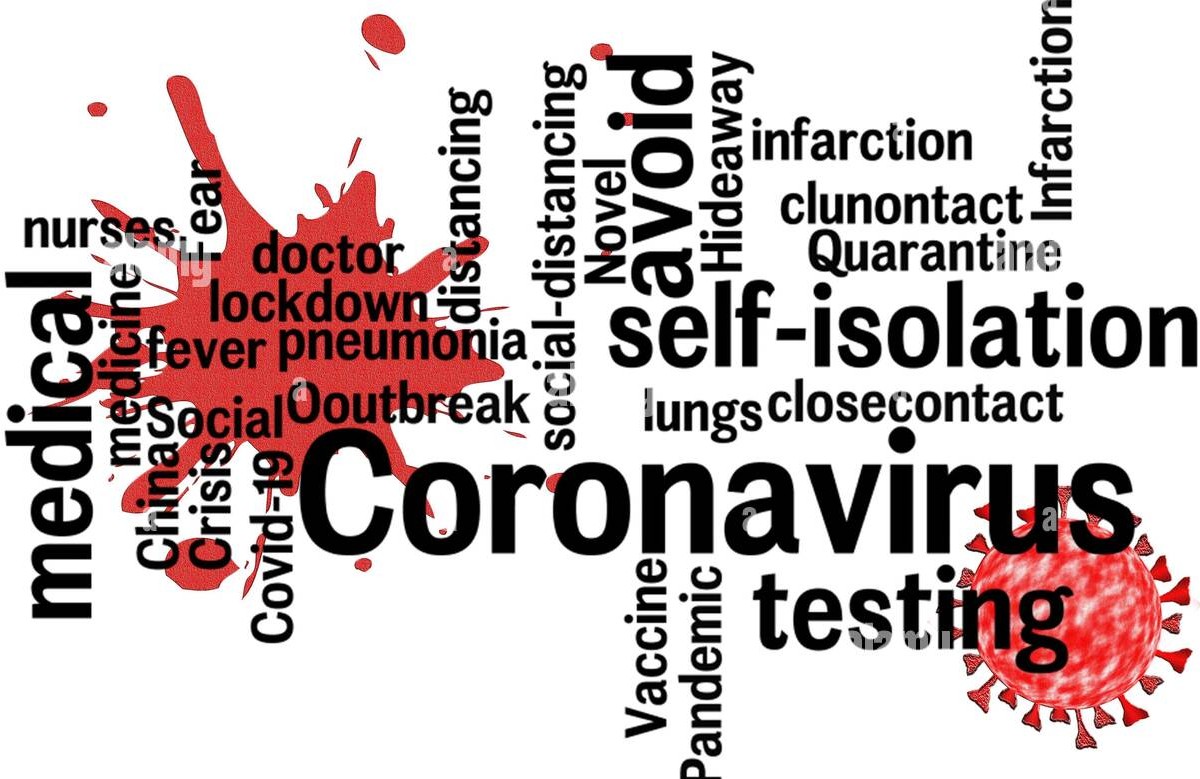 Infarction
avoid
Hideaway
social-distancing
distancing
Novel
infarction
Fear
clunontact
nurses,
doctor
Quarantine
medical
medicine
lockdown
self-isolation
fever
pneumonia
Social
Ooutbreak
lungs
closecontact
China
Crisis
Covid-19
Coronavirus
Vaccine
Pandemic
testing